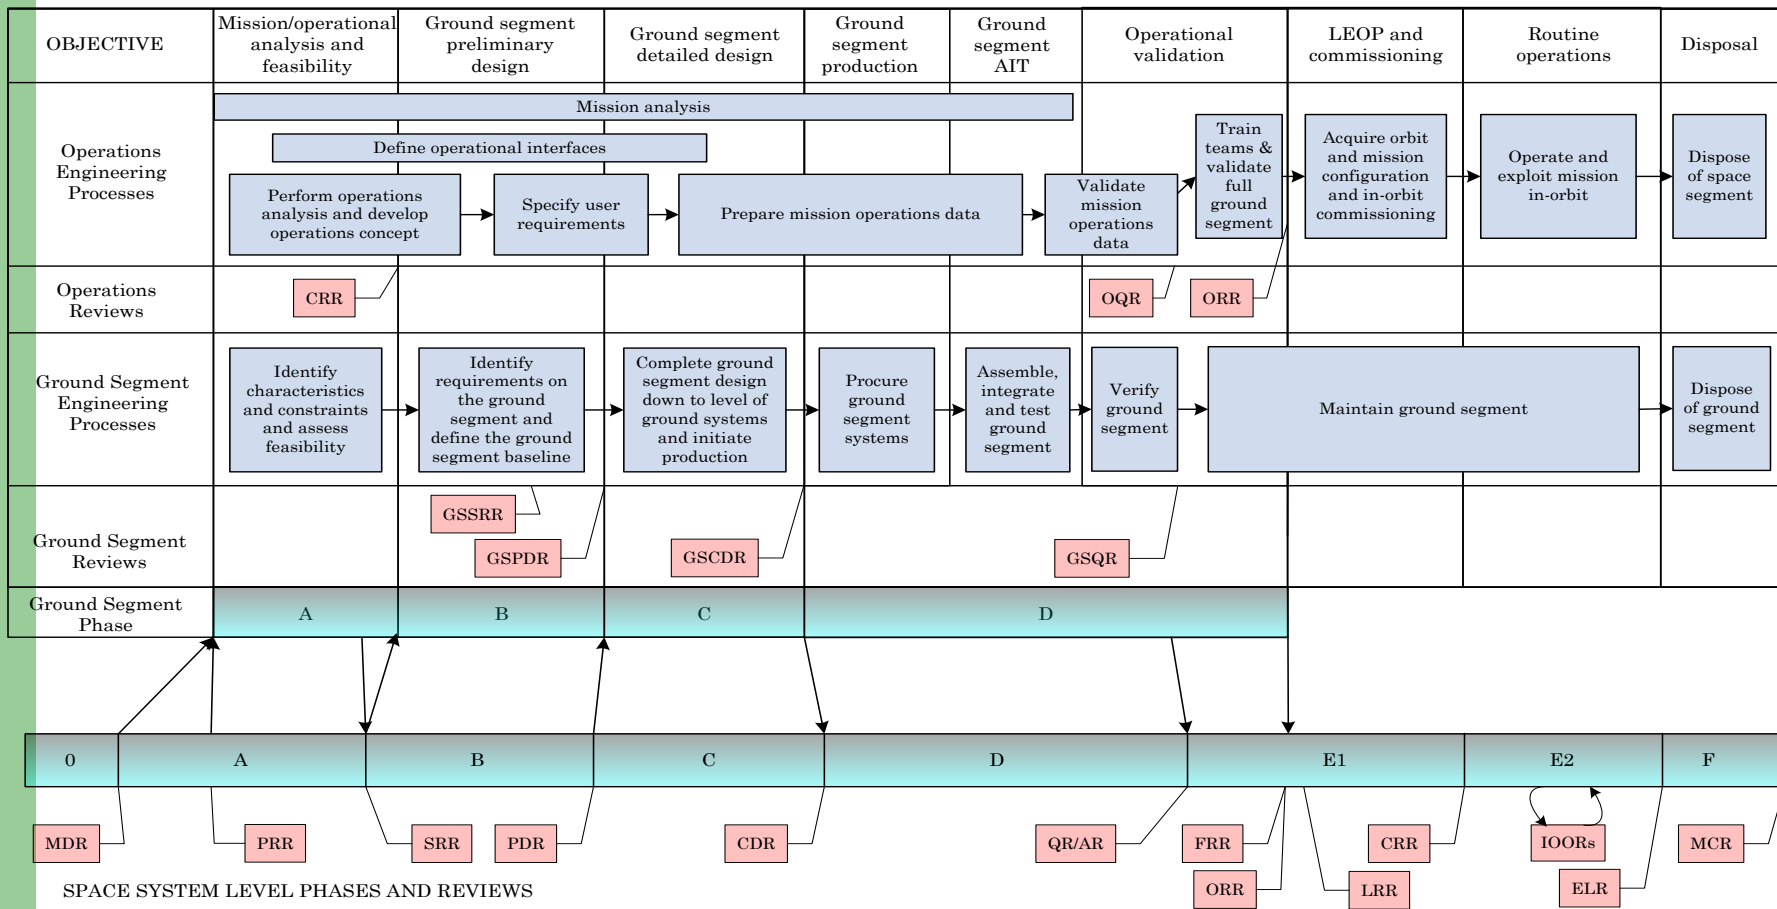 OBJECTIVE
Mission/operational
analysis and
feasibility
Ground segment
preliminary
design
Ground segment
detailed design
Ground
segment
production
Ground
segment
AIT
Operational
validation
LEOP and
commissioning
Routine
operations
Disposal
Operations
Engineering
Processes
Mission analysis
Define operational interfaces
Perform operations
analysis and develop
operations concept
Specify user
requirements
Prepare mission operations data
Validate
mission
operations
data
Train
teams &
validate
full
ground
segment
Acquire orbit
and mission
configuration
and in-orbit
commissioning
Operate and
exploit mission
in-orbit
Dispose
of space
segment
Operations
Reviews
CRR
OQR
ORR
Ground Segment
Engineering
Processes
Identify
characteristics
and constraints
and assess
feasibility
Identify
requirements on
the ground
segment and
define the ground
segment baseline
Complete ground
segment design
down to level of
ground systems
and initiate
production
Procure
ground
segment
systems
Assemble,
integrate
and test
ground
segment
Verify
ground
segment
Maintain ground segment
Dispose
of ground
segment
Ground Segment
Reviews
GSSRR
GSPDR
GSCDR
GSQR
Ground Segment
Phase
A
B
C
D
0
A
B
C
D
E1
E2
F
MDR
PRR
SRR
PDR
CDR
QR/AR
FRR
CRR
IOORs
MCR
ORR
LRR
ELR
SPACE SYSTEM LEVEL PHASES AND REVIEWS